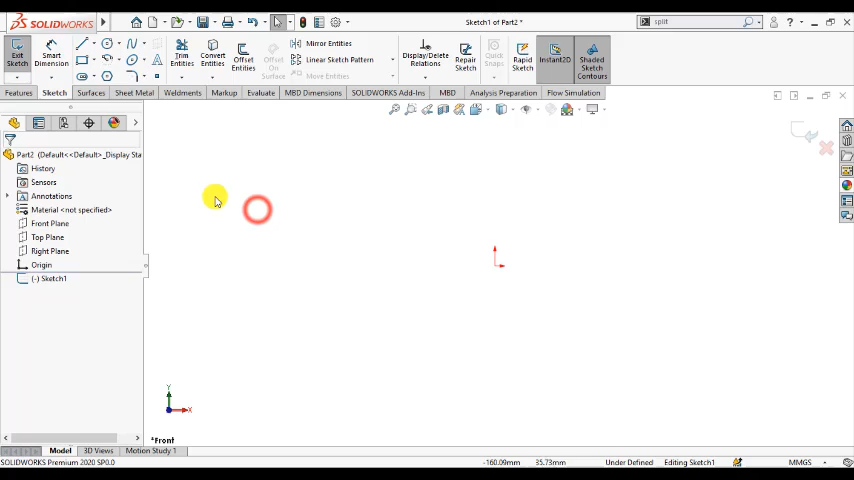 SOLIDWORKS
Sketch1 of Part2 *
split
Exit Sketch
Smart Dimension
Trim Entities
Convert Entities
Offset Entities
Offset On Surface
Mirror Entities
Linear Sketch Pattern
Move Entities
Display/Delete Relations
Repair Sketch
Quick Snaps
Rapid Sketch
Instant2D
Shaded Sketch Contours
Features
Sketch
Surfaces
Sheet Metal
Weldments
Markup
Evaluate
MBD Dimensions
SOLIDWORKS Add-Ins
MBD
Analysis Preparation
Flow Simulation
Part2 (Default<<Default>_Display Sta
History
Sensors
A Annotations
Material <not specified>
Front Plane
Top Plane
Right Plane
Origin
(-) Sketch1
Y
X
*Front
Model
3D Views
Motion Study 1
SOLIDWORKS Premium 2020 SP0.0
-160.09mm
35.73mm
Under Defined
Editing Sketch1
MMGS